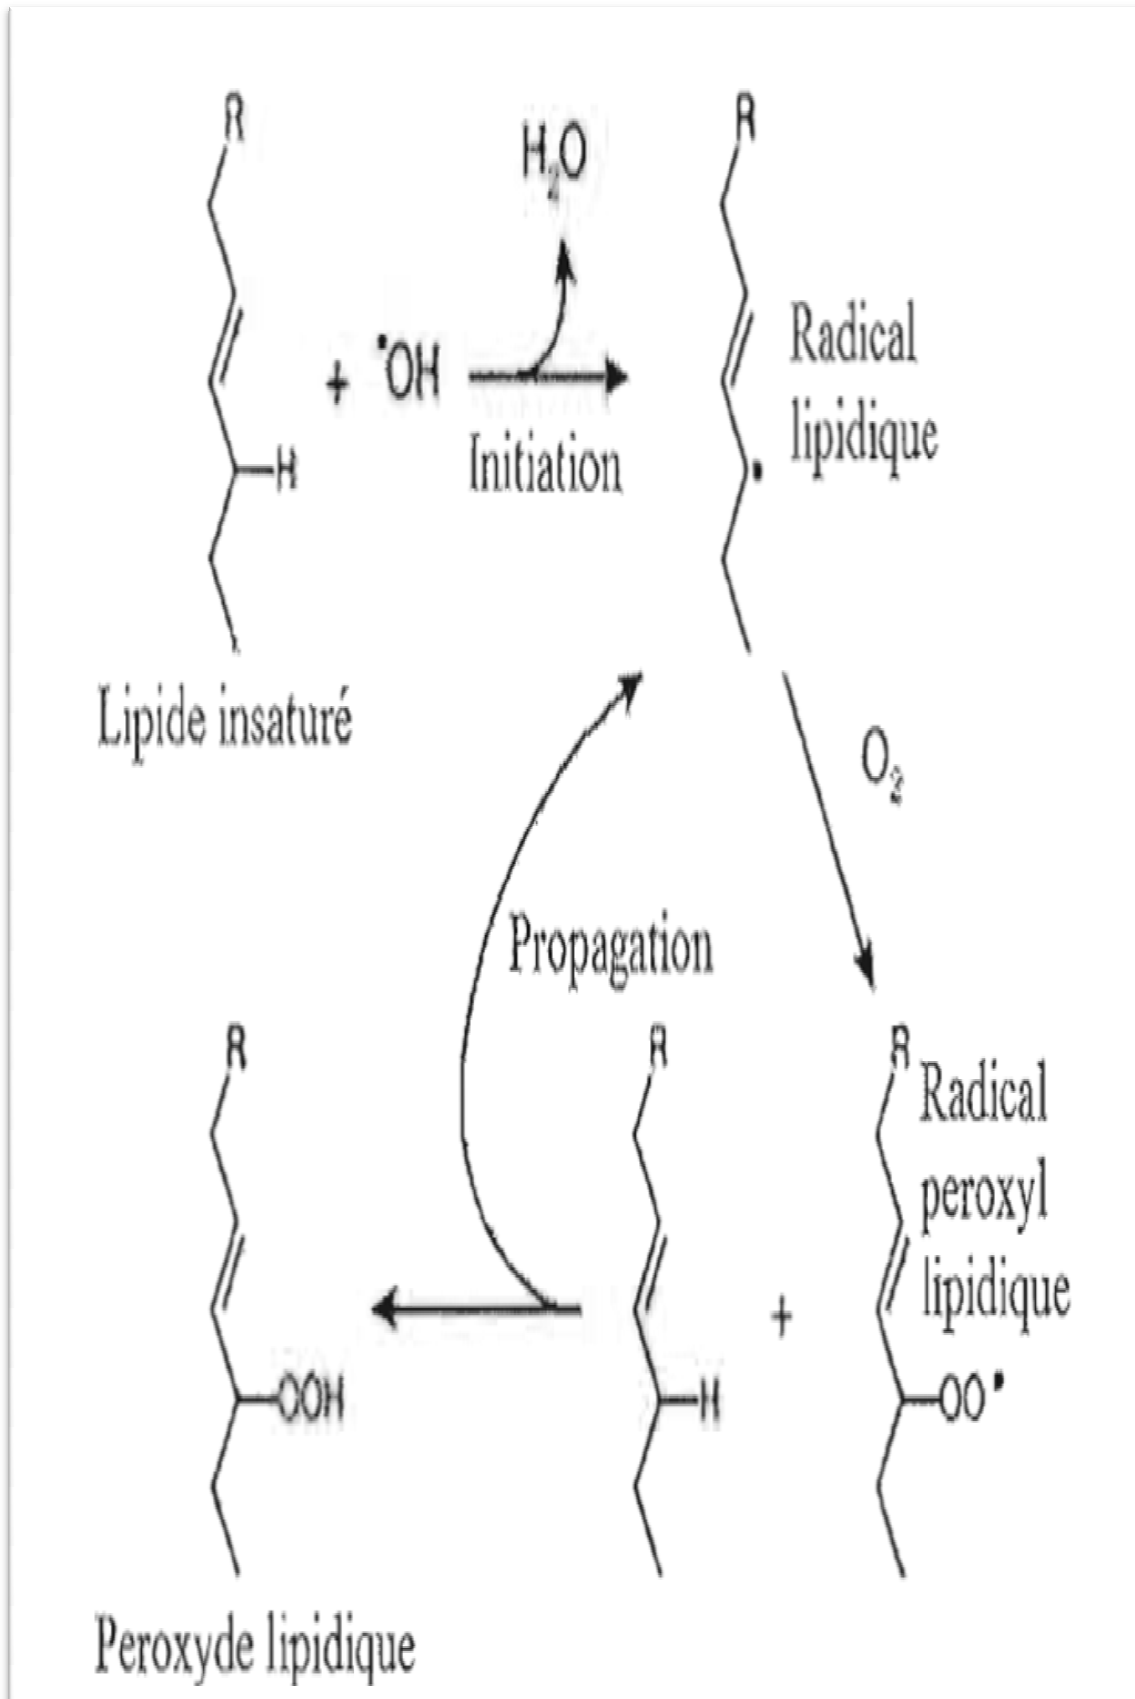 R
H₂O
R
+ •OH
Initiation
Radical
lipidique
H
•
Lipide insaturé
O₂
Propagation
R
R
R
Radical
peroxyl
lipidique
+
OOH
H
OO•
Peroxyde lipidique